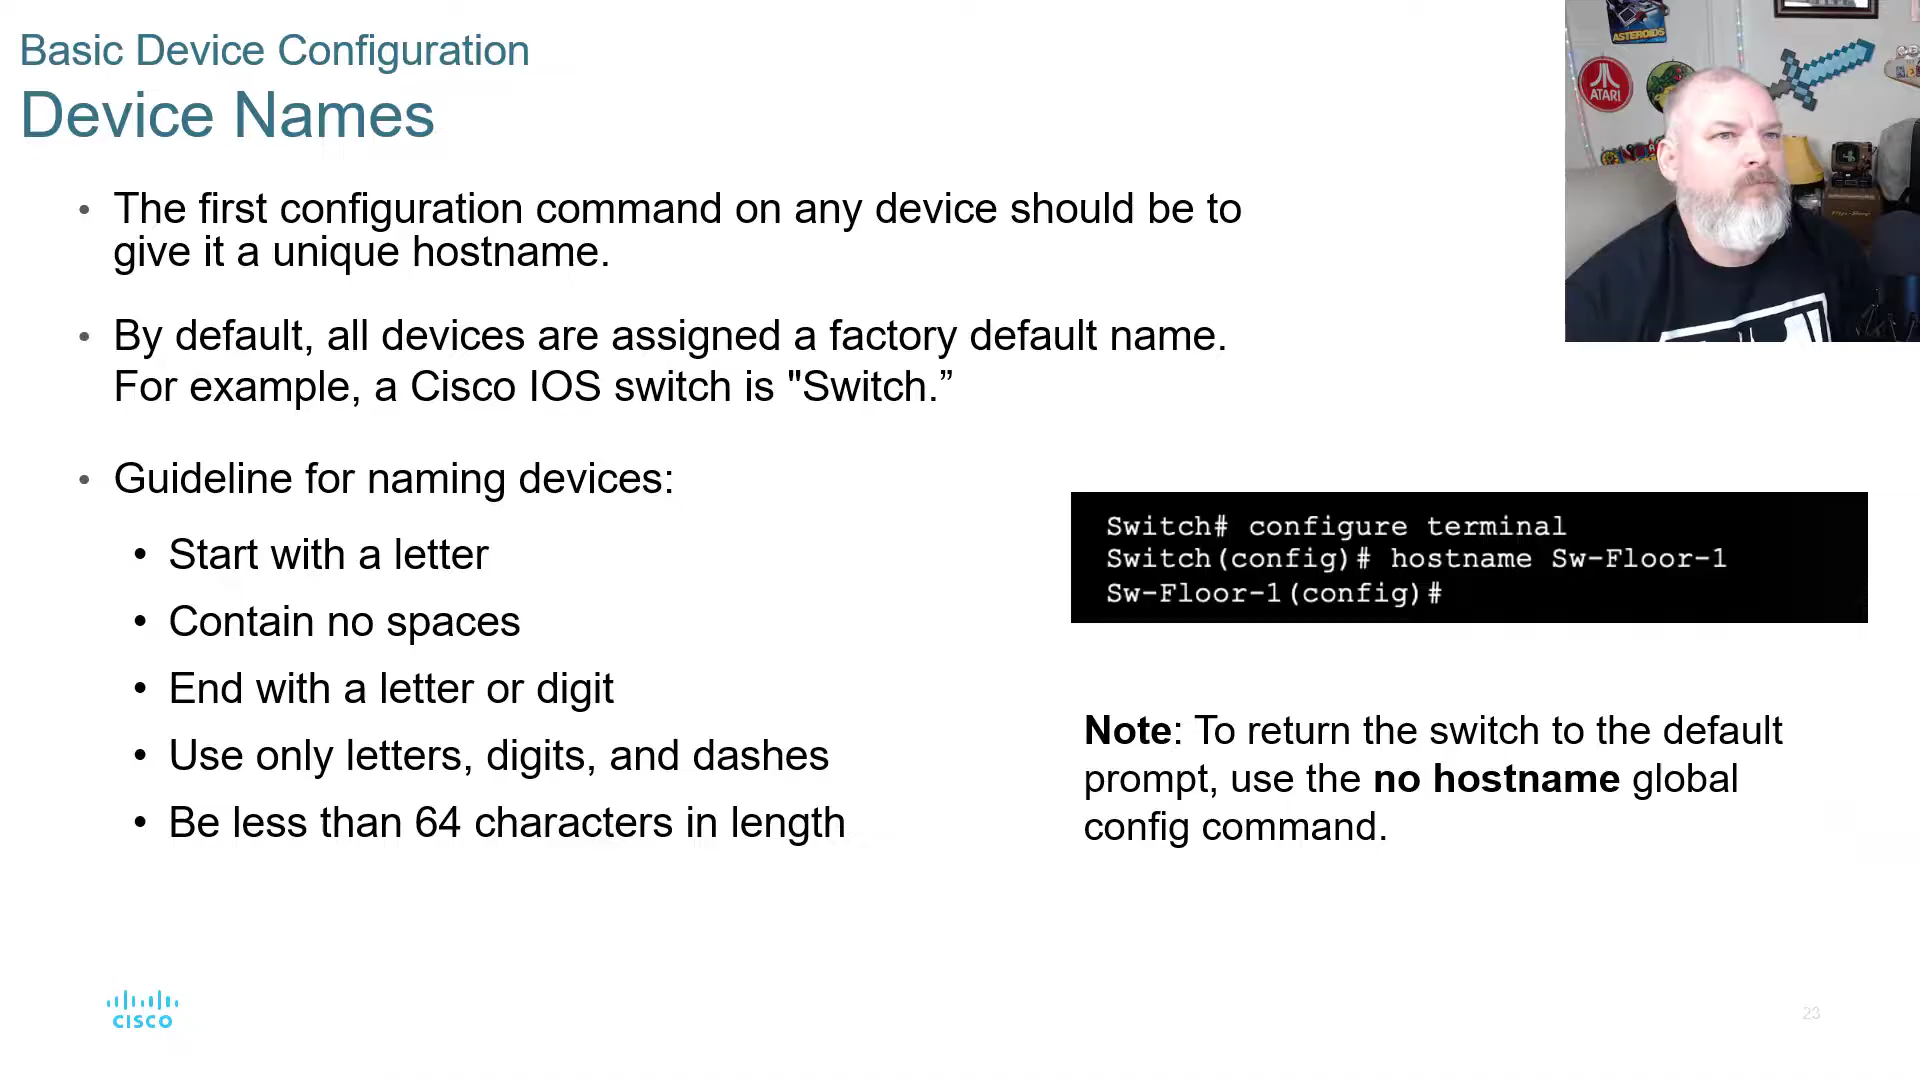 Basic Device Configuration
Device Names
• The first configuration command on any device should be to
give it a unique hostname.
• By default, all devices are assigned a factory default name.
For example, a Cisco IOS switch is "Switch.”
• Guideline for naming devices:
• Start with a letter
• Contain no spaces
• End with a letter or digit
• Use only letters, digits, and dashes
• Be less than 64 characters in length
Switch# configure terminal
Switch(config)# hostname Sw-Floor-1
Sw-Floor-1(config)#
Note: To return the switch to the default
prompt, use the no hostname global
config command.
ASTEROIDS
ATARI
CISCO
23